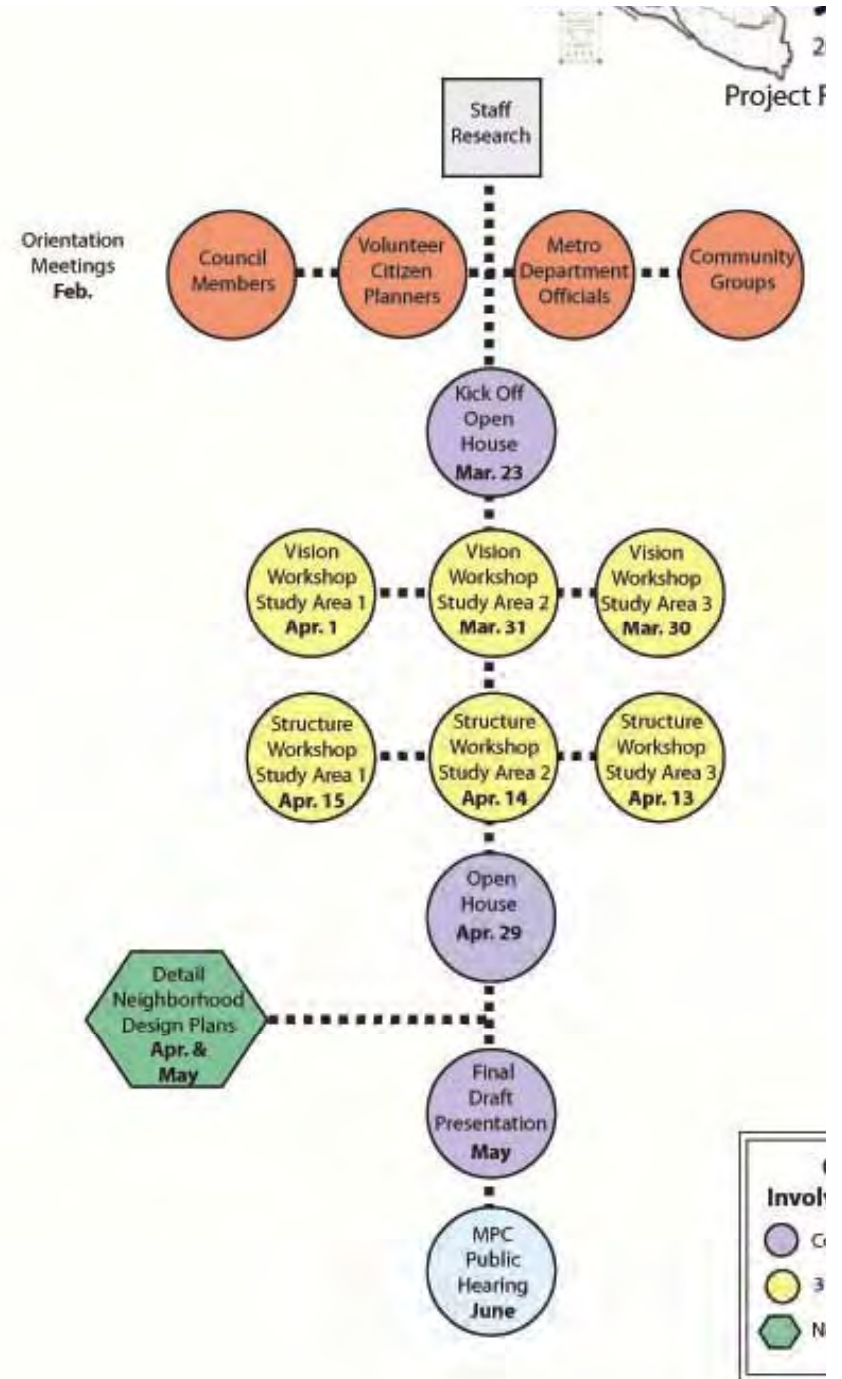 2
Project
Staff
Research
Orientation
Meetings
Feb.
Council
Members
Volunteer
Citizen
Planners
Metro
Department
Officials
Community
Groups
Kick Off
Open
House
Mar. 23
Vision
Workshop
Study Area 1
Apr. 1
Vision
Workshop
Study Area 2
Mar. 31
Vision
Workshop
Study Area 3
Mar. 30
Structure
Workshop
Study Area 1
Apr. 15
Structure
Workshop
Study Area 2
Apr. 14
Structure
Workshop
Study Area 3
Apr. 13
Open
House
Apr. 29
Detail
Neighborhood
Design Plans
Apr. &
May
Final
Draft
Presentation
May
MPC
Public
Hearing
June
Invol
3
N